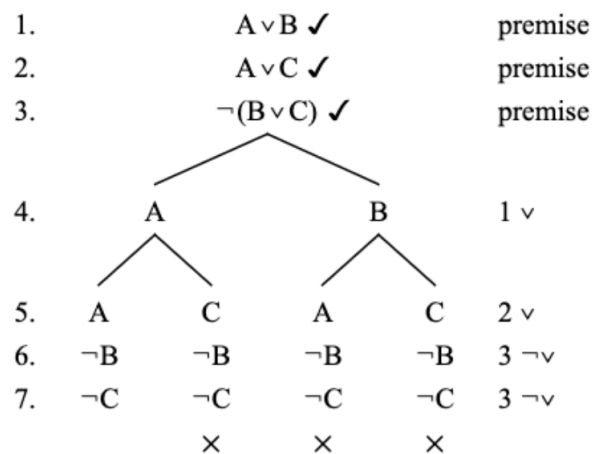 1. A ∨ B ✓ premise
2. A ∨ C ✓ premise
3. ¬(B ∨ C) ✓ premise
4. A B 1 ∨
5. A C A C 2 ∨
6. ¬B ¬B ¬B ¬B 3 ¬∨
7. ¬C ¬C ¬C ¬C 3 ¬∨
× × ×